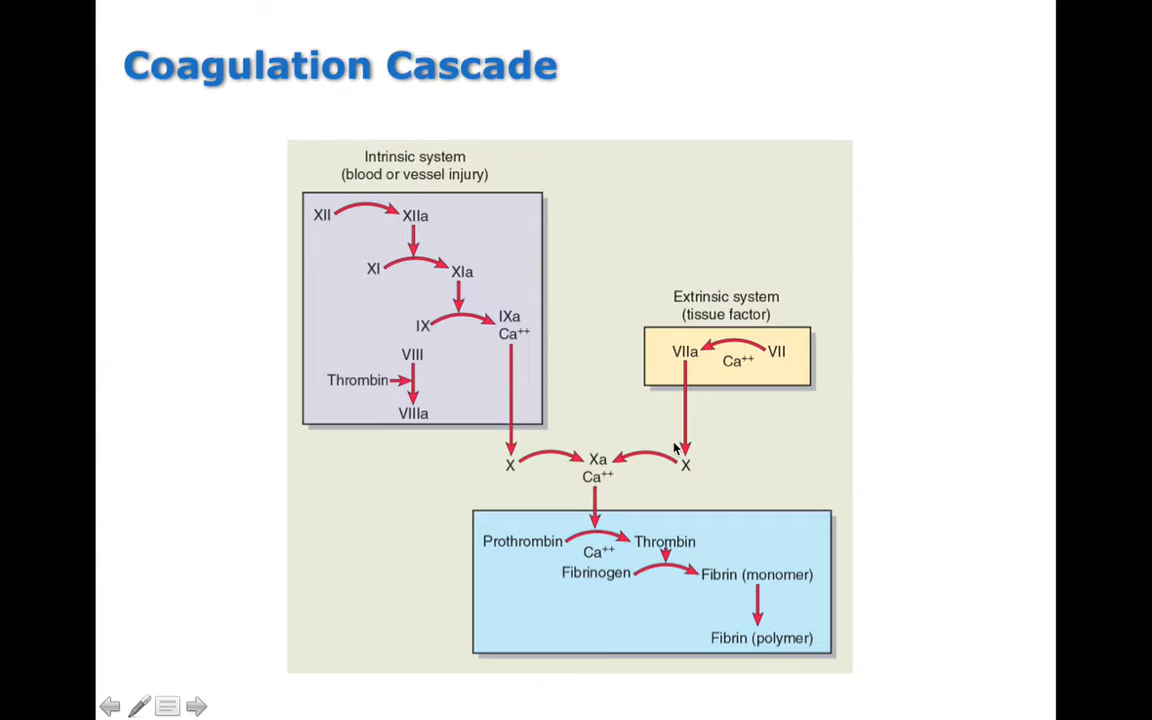 Coagulation Cascade
Intrinsic system
(blood or vessel injury)
XII
XIIa
XI
XIa
IX
IXa
Ca++
VIII
Thrombin
VIIIa
Extrinsic system
(tissue factor)
VIIa
VII
Ca++
X
Xa
X
Ca++
Prothrombin
Thrombin
Ca++
Fibrinogen
Fibrin (monomer)
Fibrin (polymer)